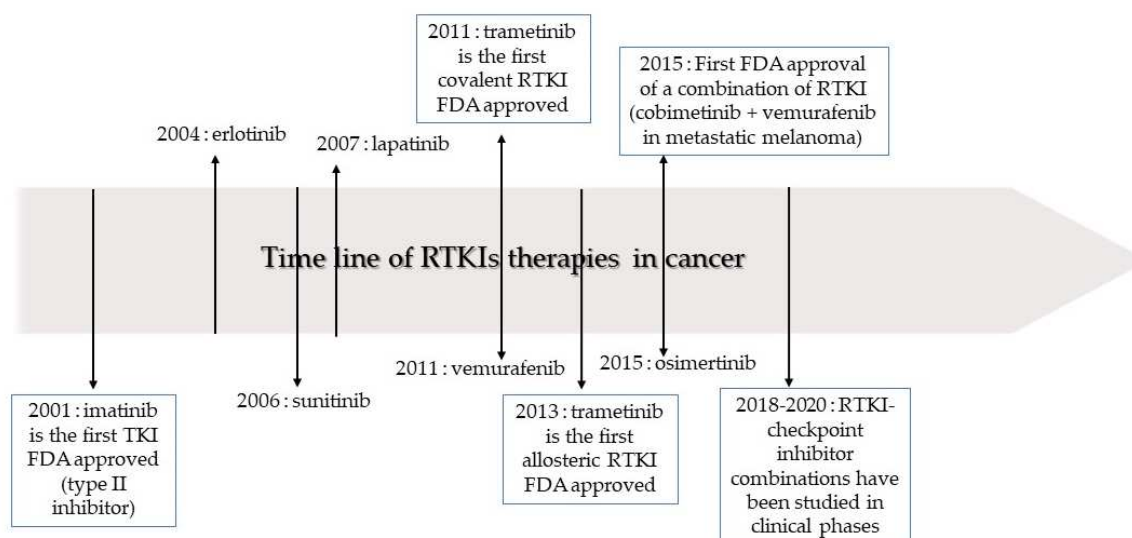 2011 : trametinib
is the first
covalent RTKI
FDA approved
2015 : First FDA approval
of a combination of RTKI
(cobimetinib + vemurafenib
in metastatic melanoma)
2004 : erlotinib
2007 : lapatinib
Time line of RTKIs therapies in cancer
2011 : vemurafenib
2015 : osimertinib
2006 : sunitinib
2001 : imatinib
is the first TKI
FDA approved
(type II
inhibitor)
2013 : trametinib
is the first
allosteric RTKI
FDA approved
2018-2020 : RTKI-
checkpoint
inhibitor
combinations have
been studied in
clinical phases